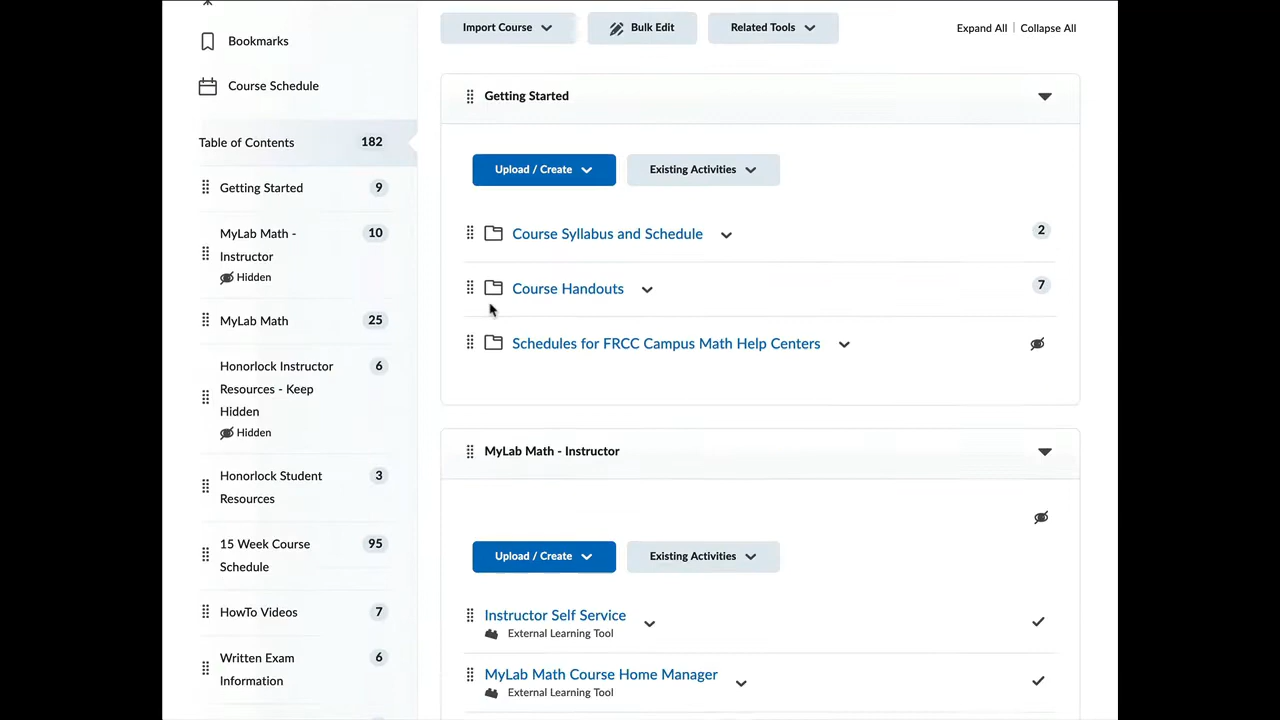 Import Course
Bulk Edit
Related Tools
Expand All
Collapse All
Bookmarks
Course Schedule
Table of Contents 182
Getting Started 9
MyLab Math - 10
Instructor
Hidden
MyLab Math 25
Honorlock Instructor 6
Resources - Keep
Hidden
Hidden
Honorlock Student 3
Resources
15 Week Course 95
Schedule
HowTo Videos 7
Written Exam 6
Information
Getting Started
Upload / Create
Existing Activities
Course Syllabus and Schedule 2
Course Handouts 7
Schedules for FRCC Campus Math Help Centers
MyLab Math - Instructor
Upload / Create
Existing Activities
Instructor Self Service
External Learning Tool
MyLab Math Course Home Manager
External Learning Tool